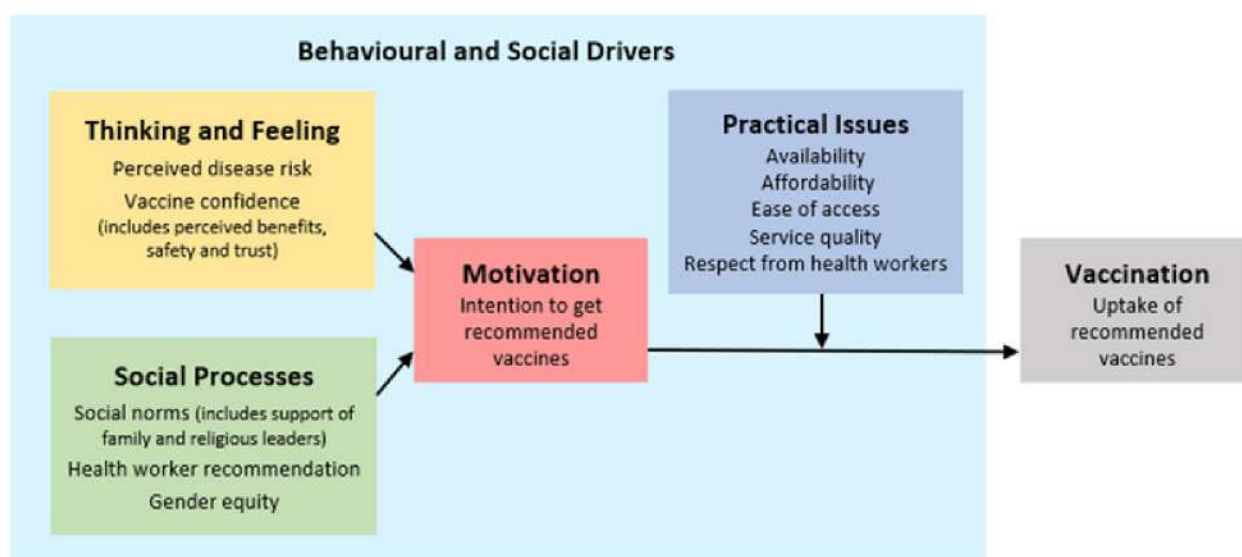 Behavioural and Social Drivers
Thinking and Feeling
Perceived disease risk
Vaccine confidence
(includes perceived benefits,
safety and trust)
Social Processes
Social norms (includes support of
family and religious leaders)
Health worker recommendation
Gender equity
Motivation
Intention to get
recommended
vaccines
Practical Issues
Availability
Affordability
Ease of access
Service quality
Respect from health workers
Vaccination
Uptake of
recommended
vaccines